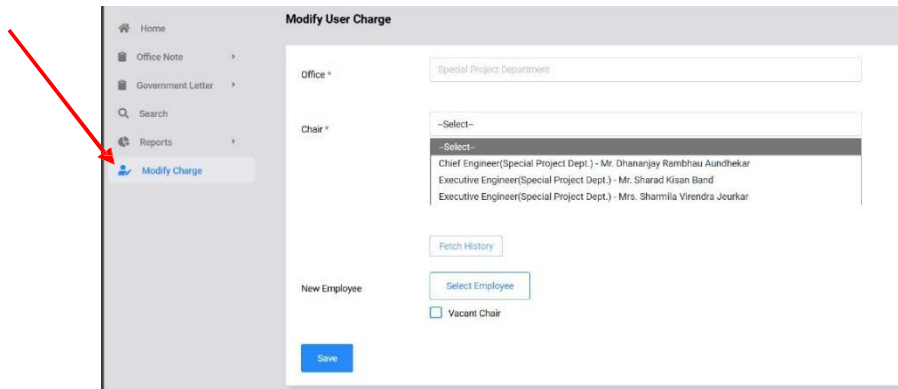 Modify User Charge
Home
Office Note
Government Letter
Search
Reports
Modify Charge
Office *
Special Project Department
Chair *
--Select--
--Select--
Chief Engineer(Special Project Dept.) - Mr. Dhananjay Rambhau Aundhekar
Executive Engineer(Special Project Dept.) - Mr. Sharad Kisan Band
Executive Engineer(Special Project Dept.) - Mrs. Sharmila Virendra Jeurkar
Fetch History
New Employee
Select Employee
Vacant Chair
Save